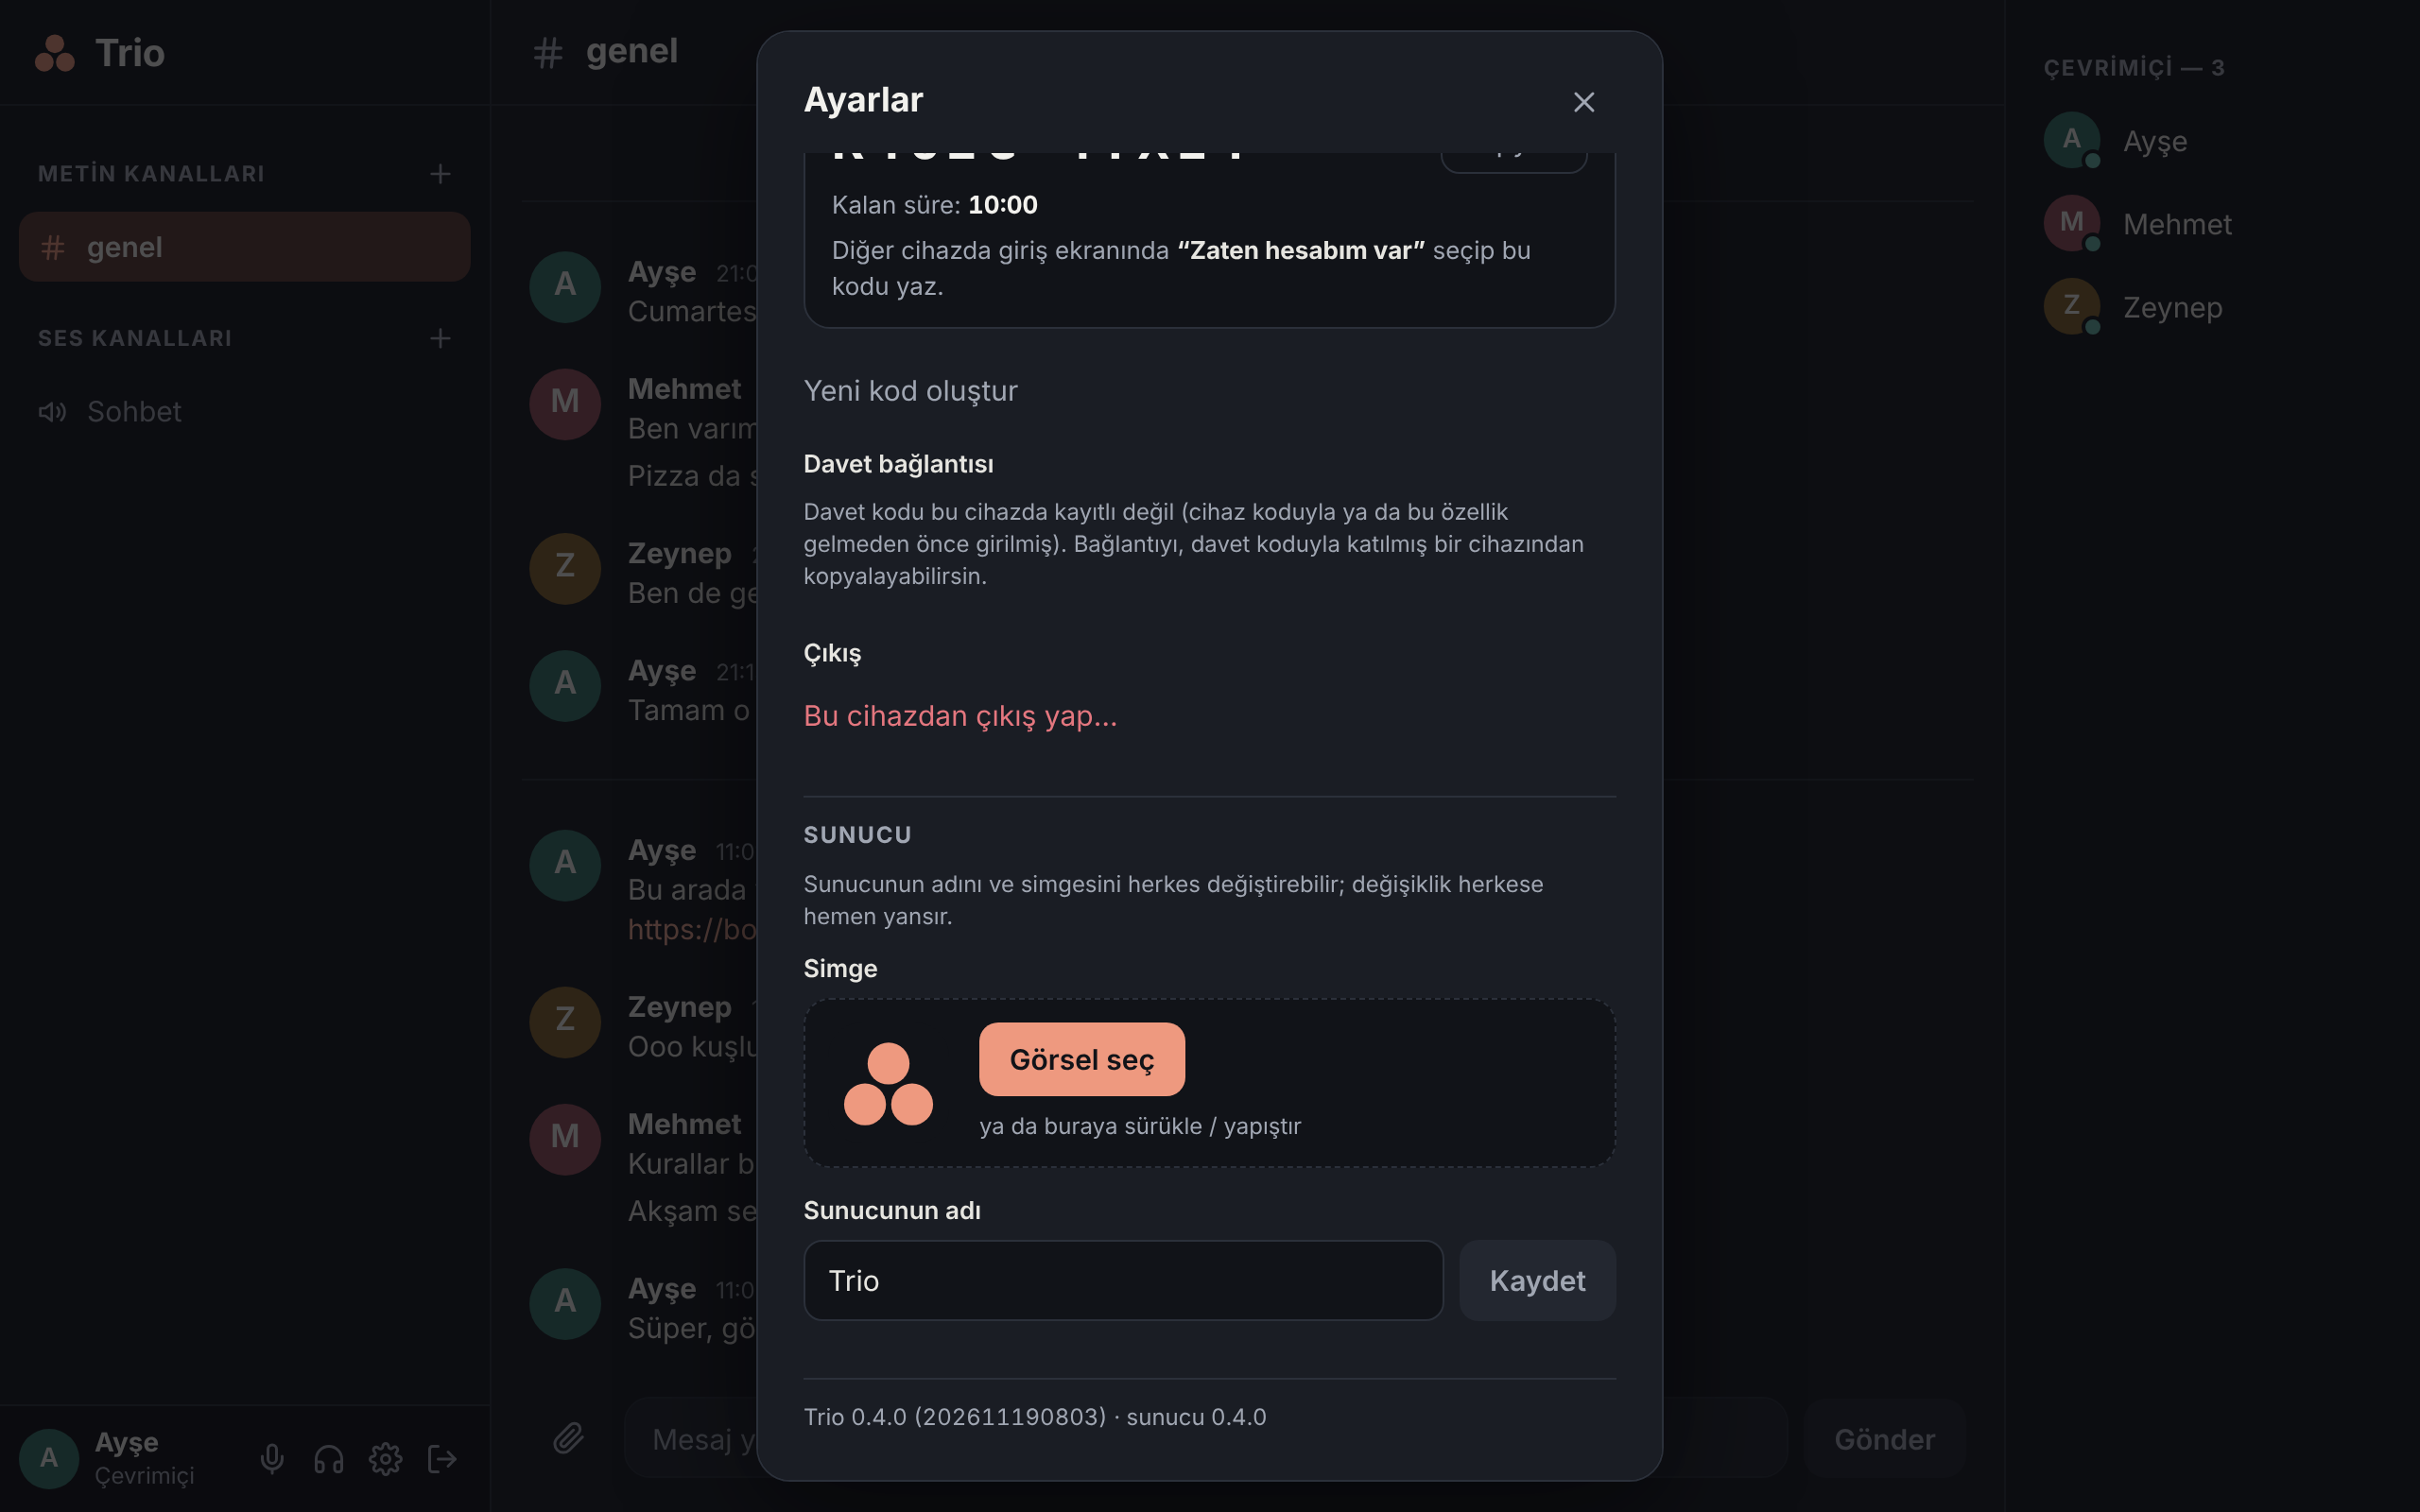 Trio
METİN KANALLARI
genel
SES KANALLARI
Sohbet
A
Ayşe
Çevrimiçi
genel
A
Ayşe
Cumartes
M
Mehmet
Ben varım
Pizza da
Z
Zeynep
Ben de ge
A
Ayşe 21:1
Tamam o
A
Ayşe 11:0
Bu arada
https://bo
Z
Zeynep
Ooo kuşlu
M
Mehmet
Kurallar b
Akşam se
A
Ayşe 11:0
Süper, gö
Mesaj y
Gönder
Ayarlar
Kalan süre: 10:00
Diğer cihazda giriş ekranında “Zaten hesabım var” seçip bu
kodu yaz.
Yeni kod oluştur
Davet bağlantısı
Davet kodu bu cihazda kayıtlı değil (cihaz koduyla ya da bu özellik
gelmeden önce girilmiş). Bağlantıyı, davet koduyla katılmış bir cihazından
kopyalayabilirsin.
Çıkış
Bu cihazdan çıkış yap...
SUNUCU
Sunucunun adını ve simgesini herkes değiştirebilir; değişiklik herkese
hemen yansır.
Simge
Görsel seç
ya da buraya sürükle / yapıştır
Sunucunun adı
Trio
Kaydet
Trio 0.4.0 (202611190803) · sunucu 0.4.0
ÇEVRİMİÇİ — 3
A
Ayşe
M
Mehmet
Z
Zeynep